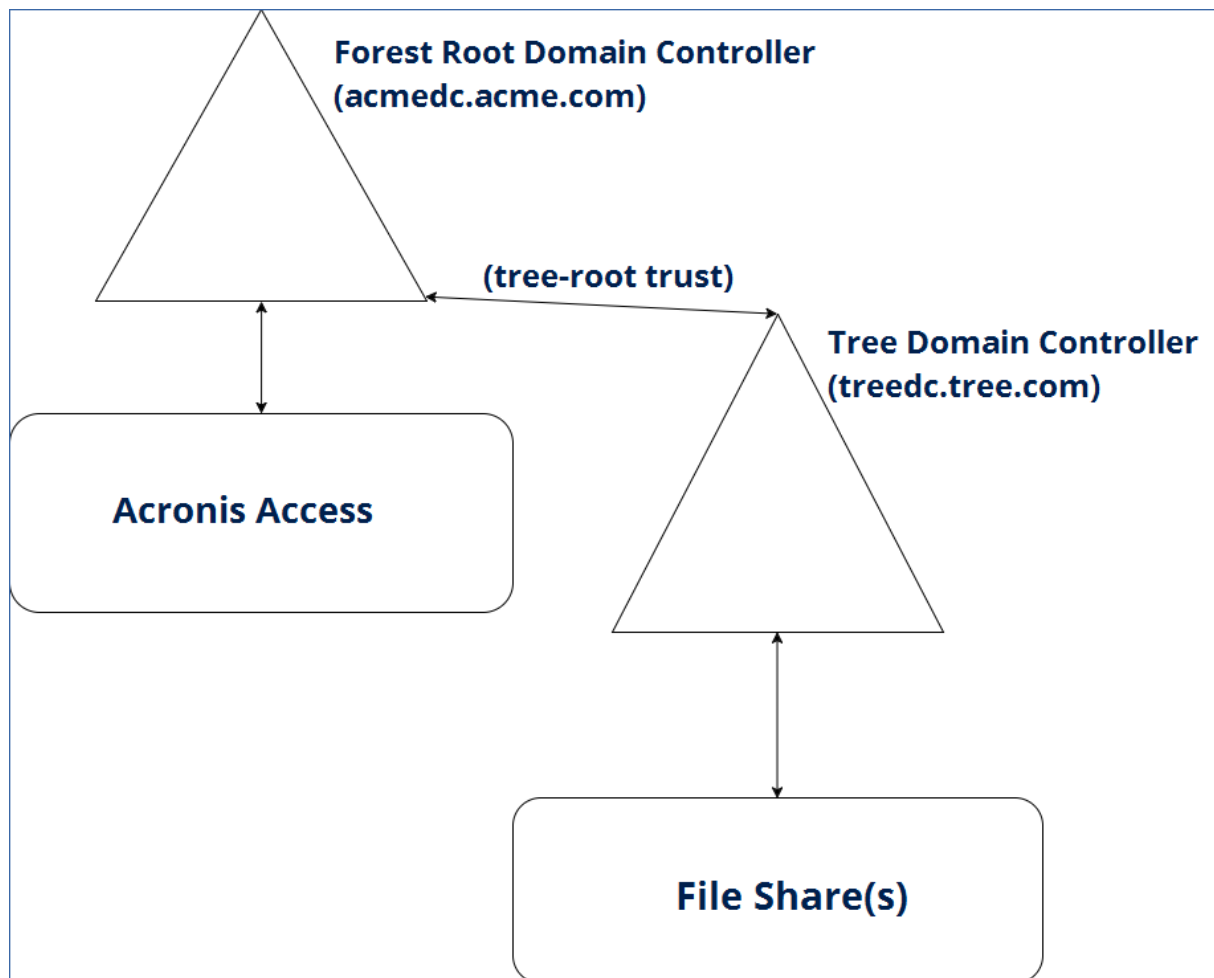 Forest Root Domain Controller
(acmedc.acme.com)
(tree-root trust)
Tree Domain Controller
(treedc.tree.com)
Acronis Access
File Share(s)